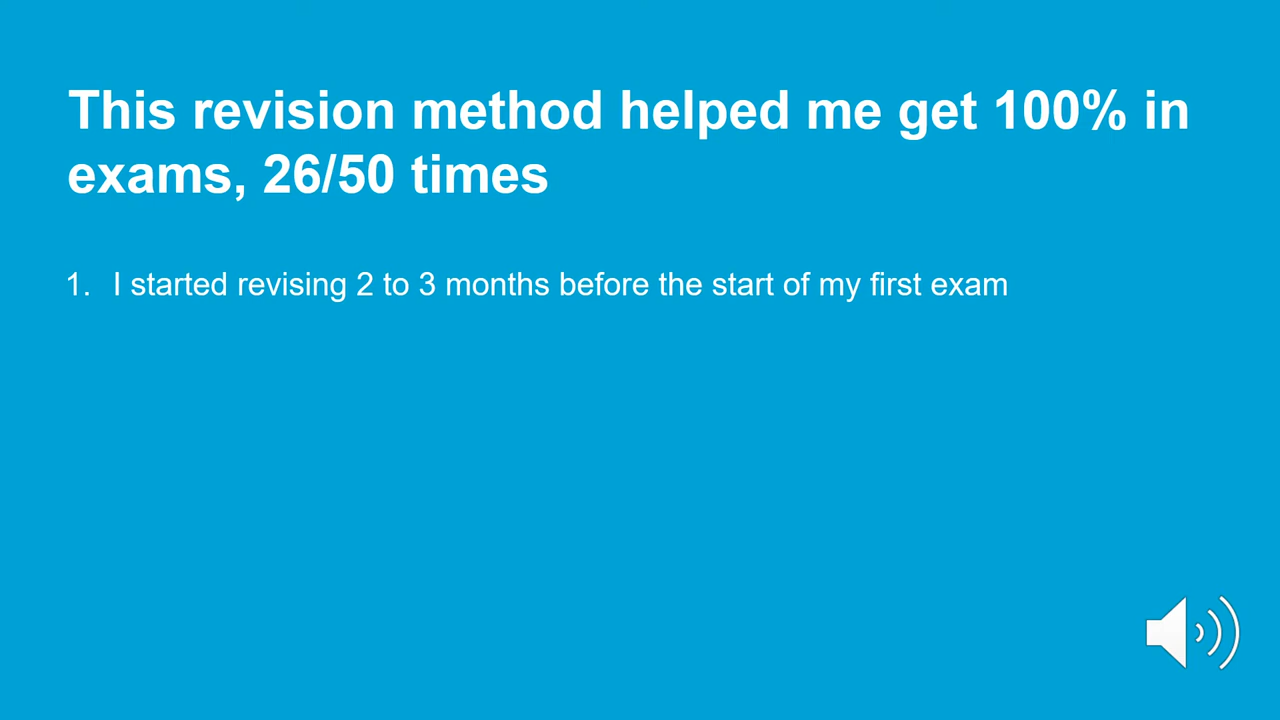 This revision method helped me get 100% in
exams, 26/50 times
1. I started revising 2 to 3 months before the start of my first exam